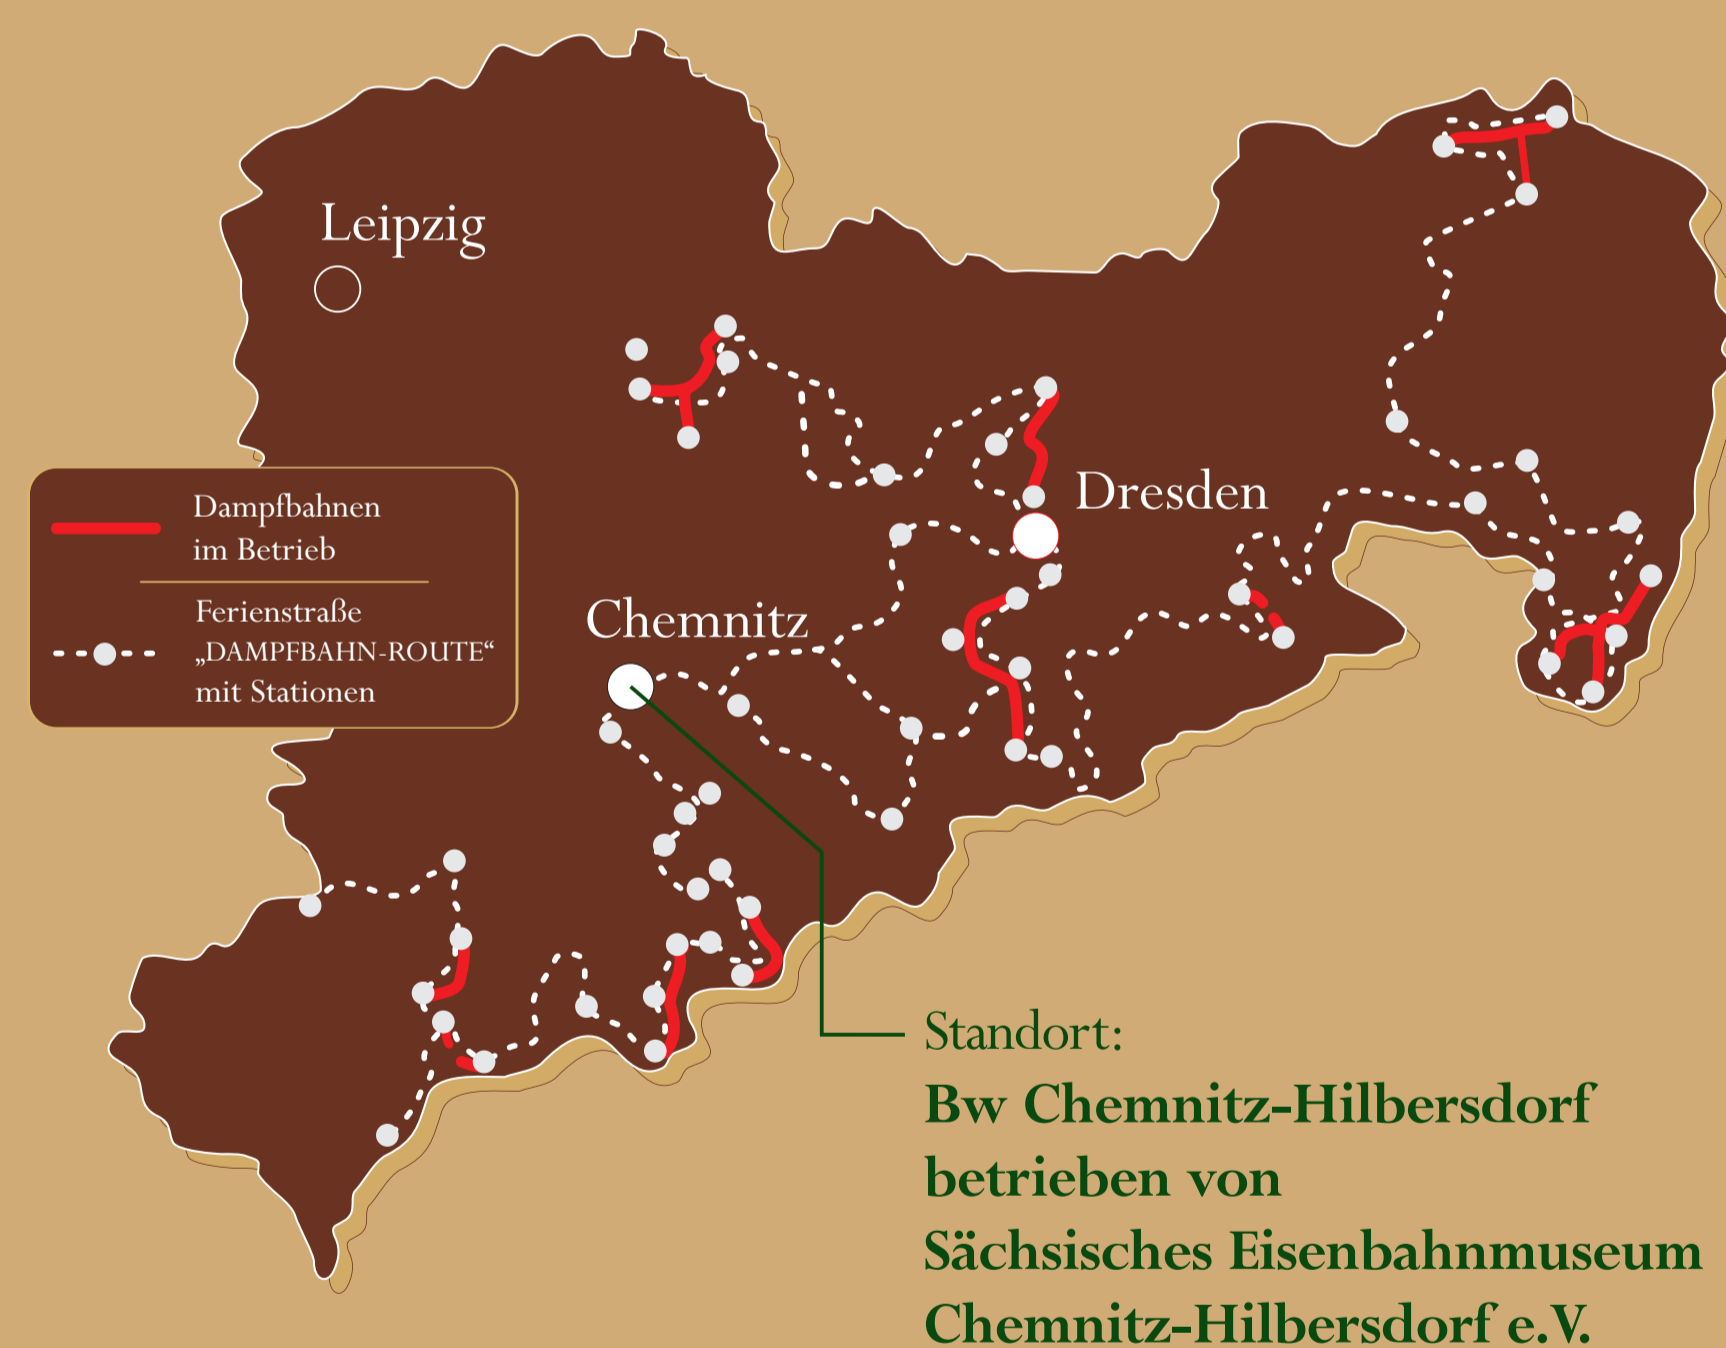 Leipzig
Dresden
Chemnitz
Dampfbahnen
im Betrieb
Ferienstraße
„DAMPFBAHN-ROUTE“
mit Stationen
Standort:
Bw Chemnitz-Hilbersdorf
betrieben von
Sächsisches Eisenbahnmuseum
Chemnitz-Hilbersdorf e.V.